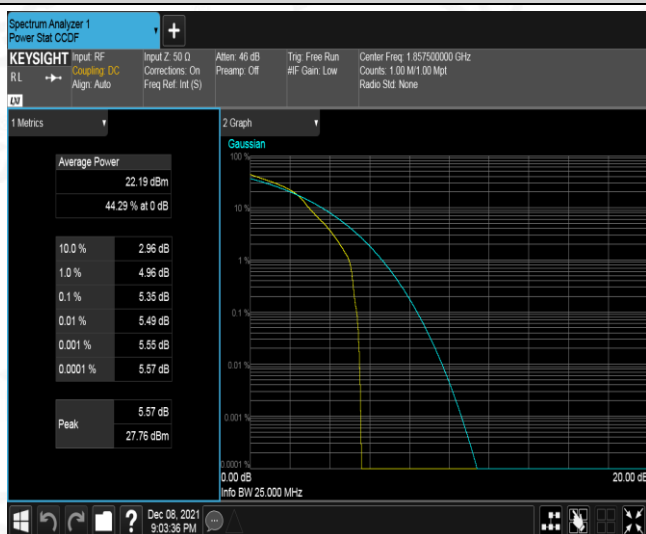 Spectrum Analyzer 1
Power Stat CCDF
+
KEYSIGHT
RL
LXI
Input: RF
Coupling: DC
Align: Auto
Input Z: 50 Ω
Corrections: On
Freq Ref: Int (S)
Atten: 46 dB
Preamp: Off
Trig: Free Run
#IF Gain: Low
Center Freq: 1.857500000 GHz
Counts: 1.00 M/1.00 Mpt
Radio Std: None
1 Metrics
Average Power
22.19 dBm
44.29 % at 0 dB
10.0 % 2.96 dB
1.0 % 4.96 dB
0.1 % 5.35 dB
0.01 % 5.49 dB
0.001 % 5.55 dB
0.0001 % 5.57 dB
Peak
5.57 dB
27.76 dBm
2 Graph
Gaussian
100 %
10 %
1 %
0.1 %
0.01 %
0.001 %
0.0001 %
0.00 dB 20.00 dB
Info BW 25.000 MHz
?
Dec 08, 2021
9:03:36 PM